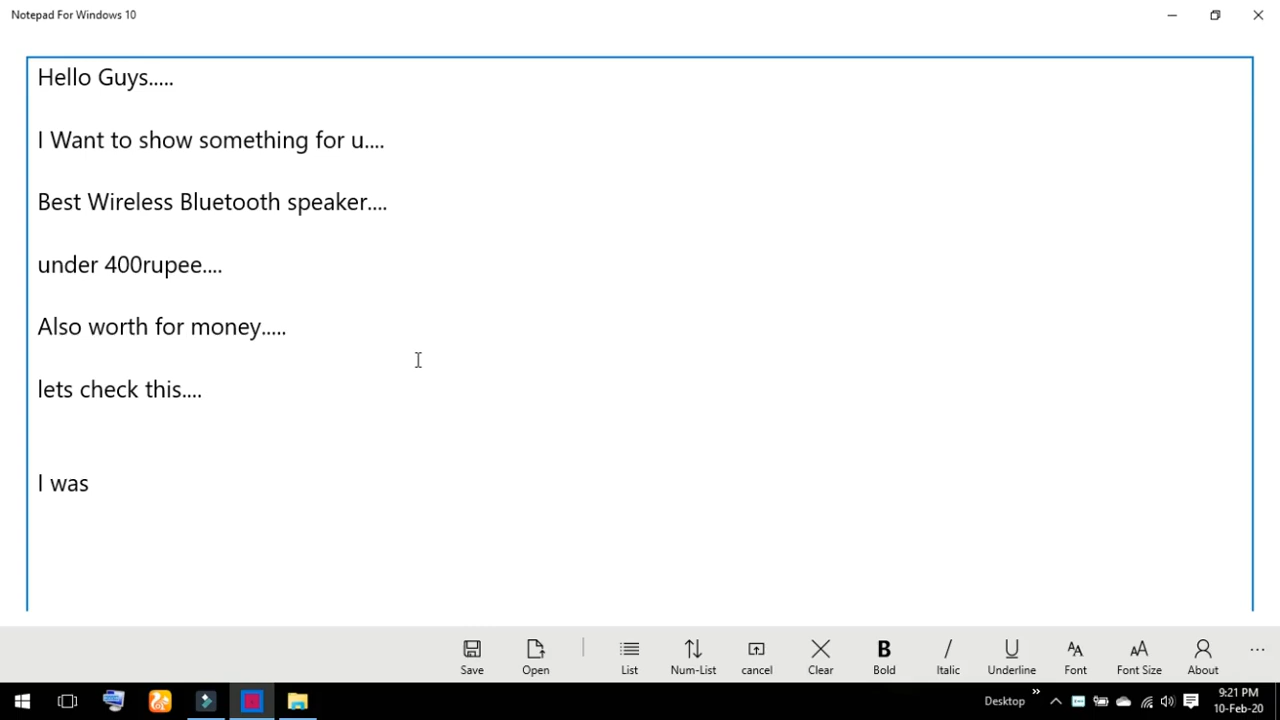 Notepad For Windows 10
Hello Guys.....
I Want to show something for u....
Best Wireless Bluetooth speaker....
under 400rupee....
Also worth for money.....
lets check this....
I was
Save Open List Num-List cancel Clear Bold Italic Underline Font Font Size About
Desktop
9:21 PM
10-Feb-20